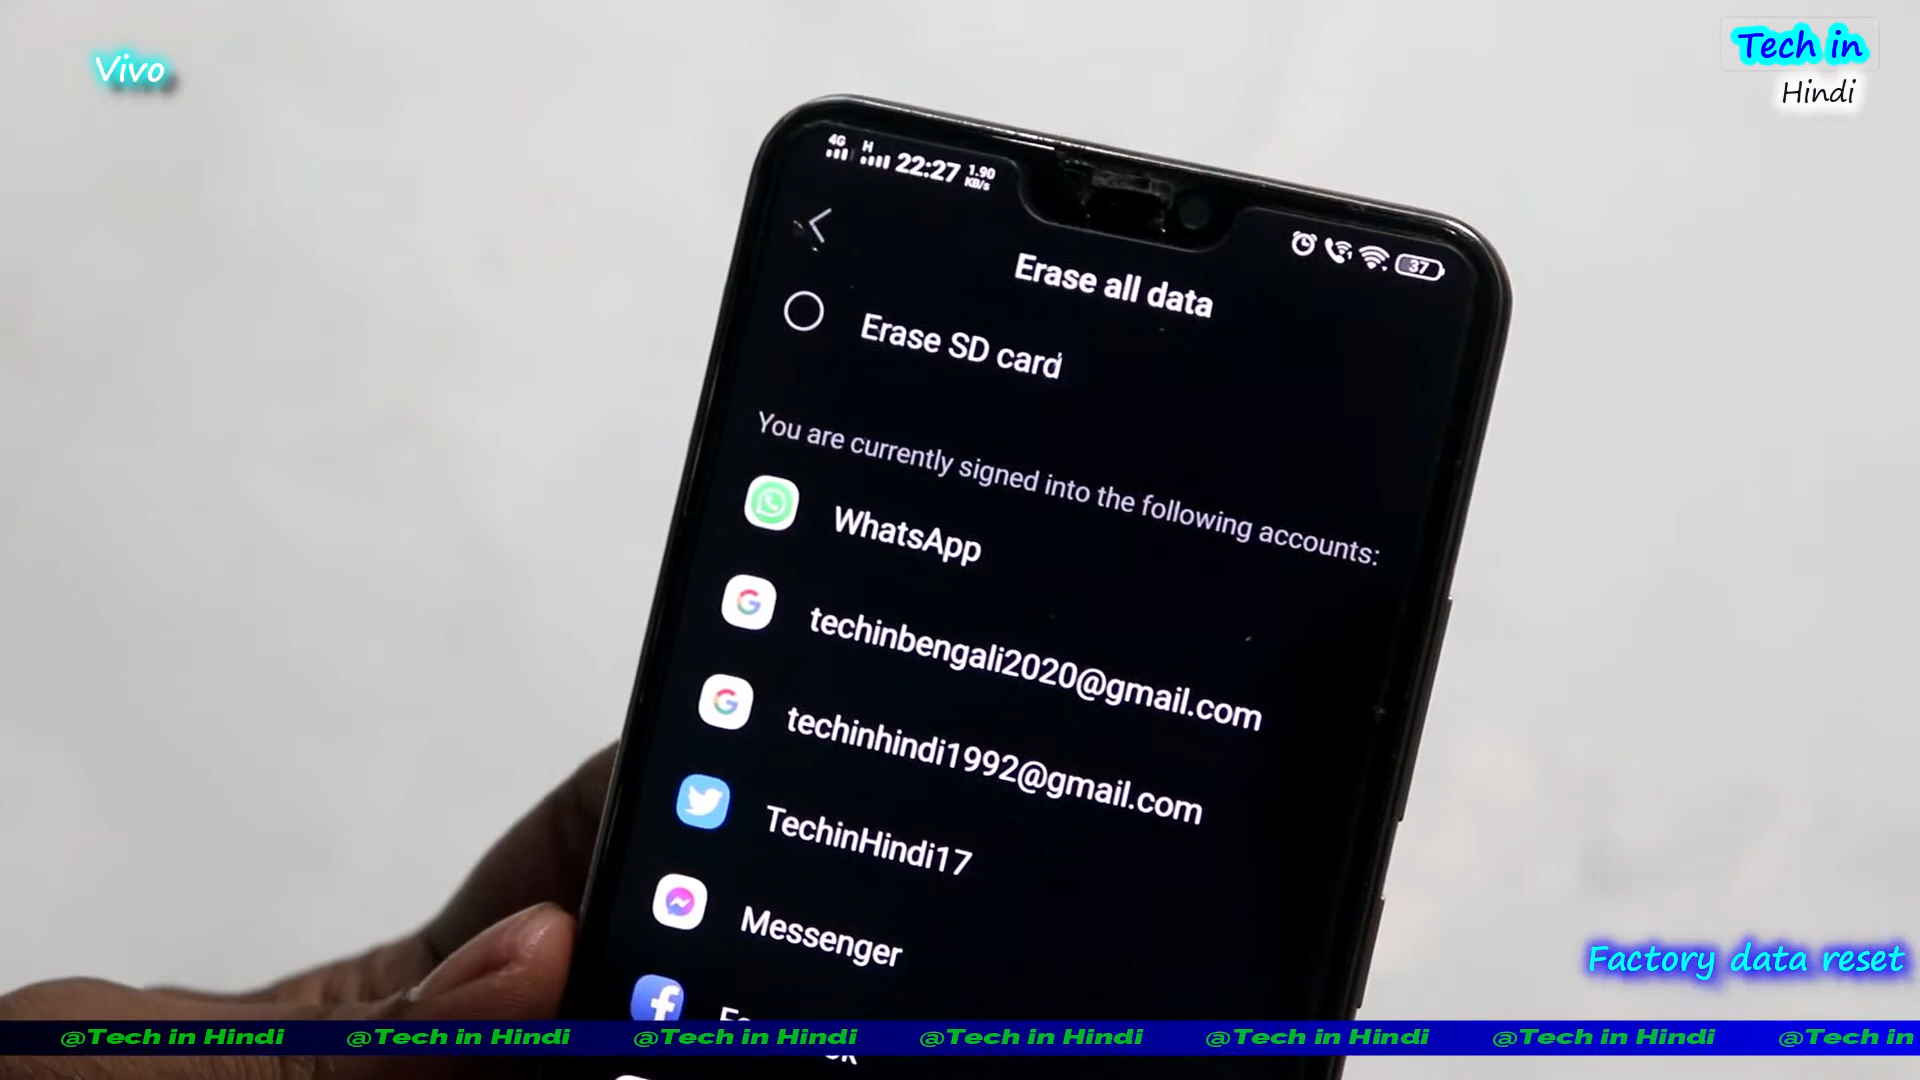 Vivo
Tech in
Hindi
4G H 22:27 1.90 KB/s 37
Erase all data
Erase SD card
You are currently signed into the following accounts:
WhatsApp
techinbengali2020@gmail.com
techinhindi1992@gmail.com
TechinHindi17
Messenger
Factory data reset
@Tech in Hindi @Tech in Hindi @Tech in Hindi @Tech in Hindi @Tech in Hindi @Tech in Hindi @Tech in